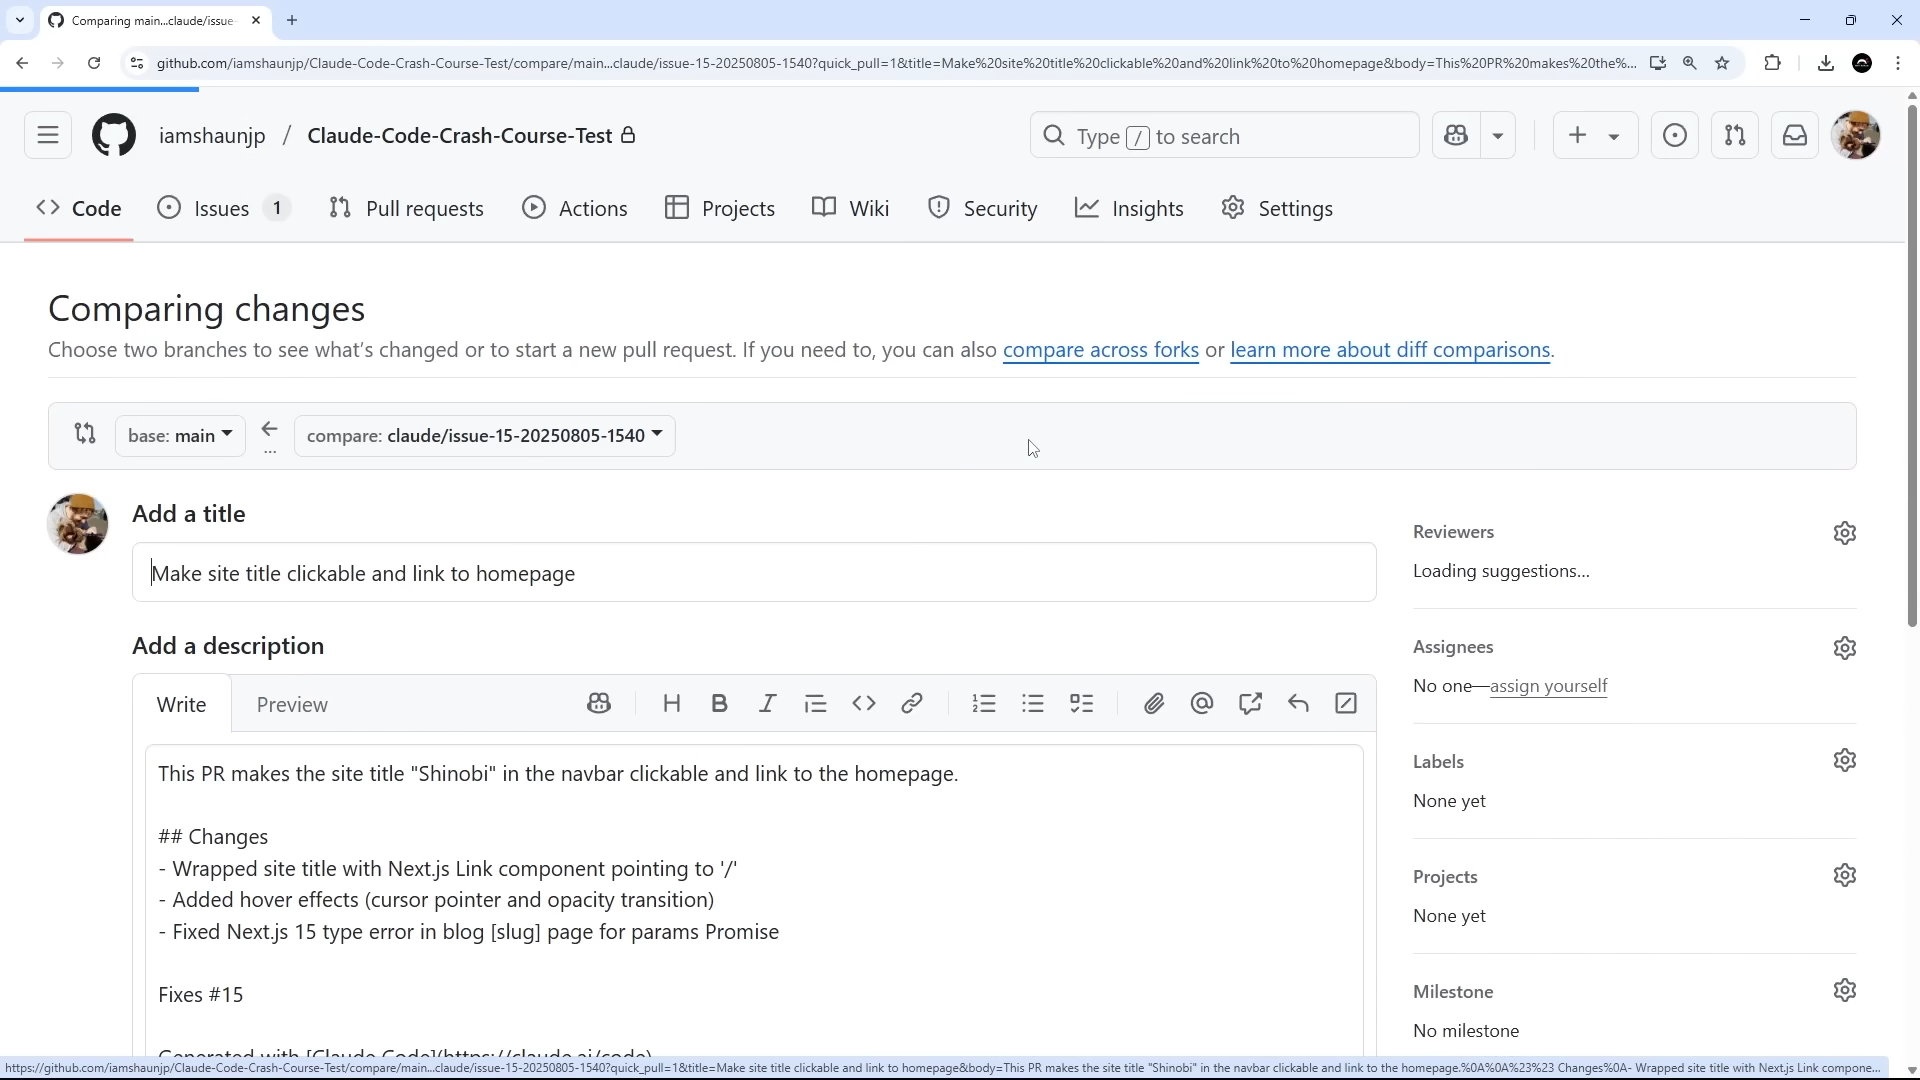 Comparing main...claude/issue-
github.com/iamshaunjp/Claude-Code-Crash-Course-Test/compare/main...claude/issue-15-20250805-1540?quick_pull=1&title=Make%20site%20title%20clickable%20and%20link%20to%20homepage&body=This%20PR%20makes%20the%...
iamshaunjp / Claude-Code-Crash-Course-Test
Type / to search
Code
Issues 1
Pull requests
Actions
Projects
Wiki
Security
Insights
Settings
Comparing changes
Choose two branches to see what's changed or to start a new pull request. If you need to, you can also compare across forks or learn more about diff comparisons.
base: main
...
compare: claude/issue-15-20250805-1540
Add a title
Make site title clickable and link to homepage
Add a description
Write
Preview
This PR makes the site title "Shinobi" in the navbar clickable and link to the homepage.
## Changes
- Wrapped site title with Next.js Link component pointing to '/'
- Added hover effects (cursor pointer and opacity transition)
- Fixed Next.js 15 type error in blog [slug] page for params Promise
Fixes #15
Generated with [Claude Code](https://claude.ai/code)
Reviewers
Loading suggestions...
Assignees
No one—assign yourself
Labels
None yet
Projects
None yet
Milestone
No milestone
https://github.com/iamshaunjp/Claude-Code-Crash-Course-Test/compare/main...claude/issue-15-20250805-1540?quick_pull=1&title=Make site title clickable and link to homepage&body=This PR makes the site title "Shinobi" in the navbar clickable and link to the homepage.%0A%0A%23%23 Changes%0A- Wrapped site title with Next.js Link compone...